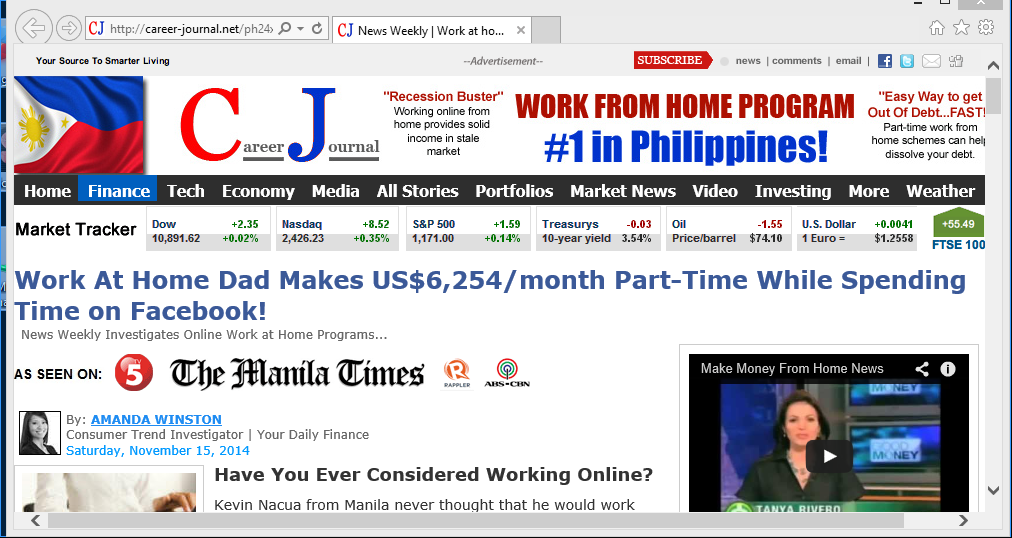 http://career-journal.net/ph24
News Weekly | Work at ho...
Your Source To Smarter Living
--Advertisement--
SUBSCRIBE
news | comments | email |
Career Journal
"Recession Buster"
Working online from
home provides solid
income in stale
market
WORK FROM HOME PROGRAM
#1 in Philippines!
"Easy Way to get
Out Of Debt...FAST!
Part-time work from
home schemes can help
dissolve your debt.
Home Finance Tech Economy Media All Stories Portfolios Market News Video Investing More Weather
Market Tracker
Dow +2.35
10,891.62 +0.02%
Nasdaq +8.52
2,426.23 +0.35%
S&P 500 +1.59
1,171.00 +0.14%
Treasurys -0.03
10-year yield 3.54%
Oil -1.55
Price/barrel $74.10
U.S. Dollar +0.0041
1 Euro = $1.2558
+55.49
FTSE 100
Work At Home Dad Makes US$6,254/month Part-Time While Spending
Time on Facebook!
News Weekly Investigates Online Work at Home Programs...
AS SEEN ON:
TV
5
The Manila Times
RAPPLER
ABS-CBN
By: AMANDA WINSTON
Consumer Trend Investigator | Your Daily Finance
Saturday, November 15, 2014
Have You Ever Considered Working Online?
Kevin Nacua from Manila never thought that he would work
Make Money From Home News
GOOD
MONEY
TANYA RIVERO